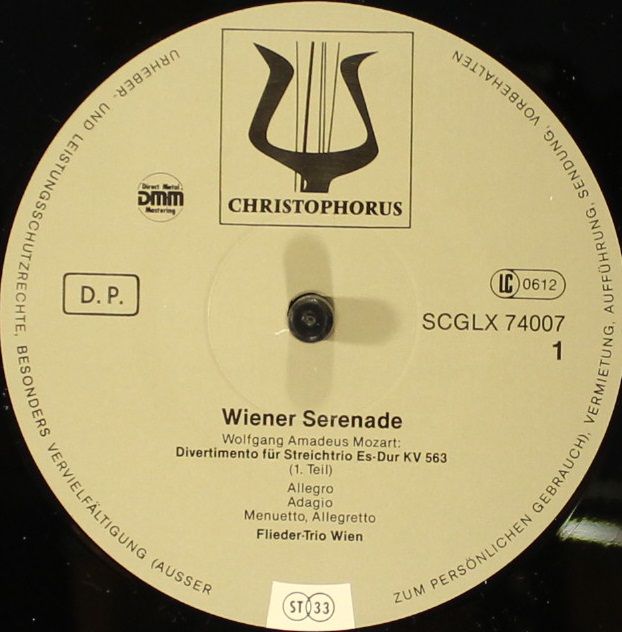 CHRISTOPHORUS
Direct Metal
DMM
Mastering
D. P.
LC 0612
SCGLX 74007
1
Wiener Serenade
Wolfgang Amadeus Mozart:
Divertimento für Streichtrio Es-Dur KV 563
(1. Teil)
Allegro
Adagio
Menuetto, Allegretto
Flieder-Trio Wien
ST 33
URHEBER- UND LEISTUNGSSCHUTZRECHTE, BESONDERS VERVIELFÄLTIGUNG (AUSSER
ZUM PERSÖNLICHEN GEBRAUCH), VERMIETUNG, AUFFÜHRUNG, SENDUNG, VORBEHALTEN